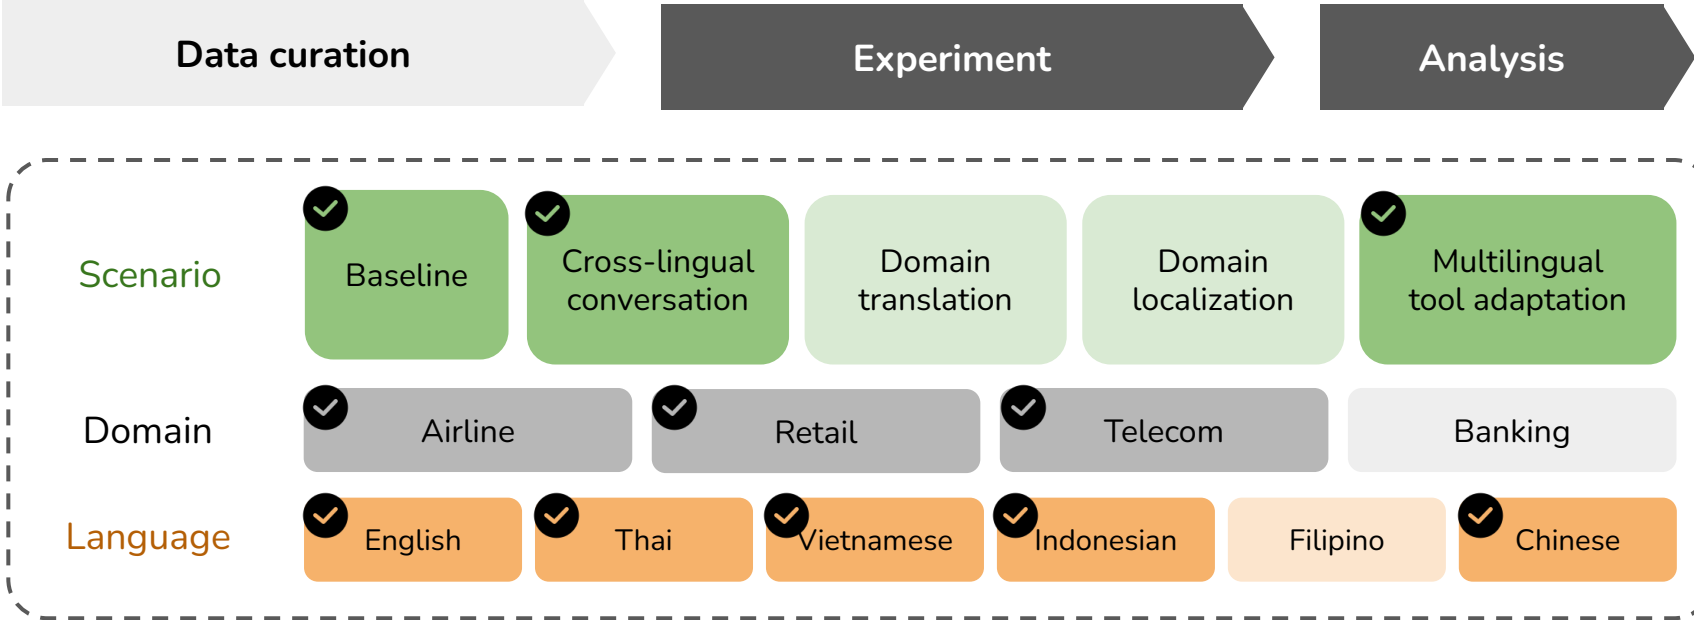 Data curation
Experiment
Analysis
Scenario
Baseline
Cross-lingual
conversation
Domain
translation
Domain
localization
Multilingual
tool adaptation
Domain
Airline
Retail
Telecom
Banking
Language
English
Thai
Vietnamese
Indonesian
Filipino
Chinese